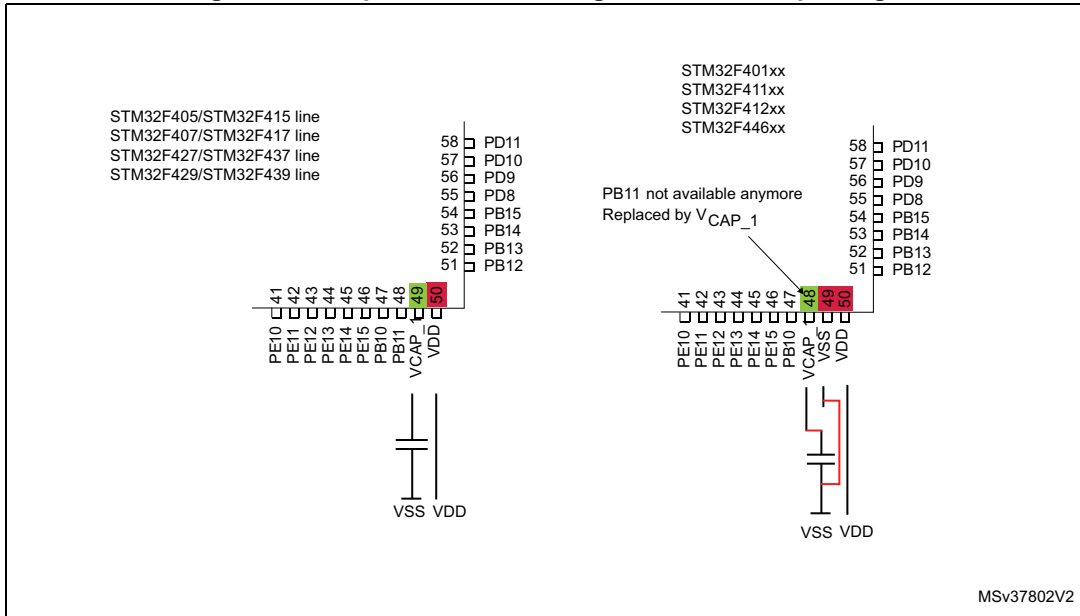 STM32F405/STM32F415 line
STM32F407/STM32F417 line
STM32F427/STM32F437 line
STM32F429/STM32F439 line
58 PD11
57 PD10
56 PD9
55 PD8
54 PB15
53 PB14
52 PB13
51 PB12
41 42 43 44 45 46 47 48 49 50
PE10 PE11 PE12 PE13 PE14 PE15 PB10 PB11 VCAP_1 VDD
VSS VDD
STM32F401xx
STM32F411xx
STM32F412xx
STM32F446xx
PB11 not available anymore
Replaced by VCAP_1
58 PD11
57 PD10
56 PD9
55 PD8
54 PB15
53 PB14
52 PB13
51 PB12
41 42 43 44 45 46 47 48 49 50
PE10 PE11 PE12 PE13 PE14 PE15 PB10 VCAP_1 VSS VDD
VSS VDD
MSv37802V2